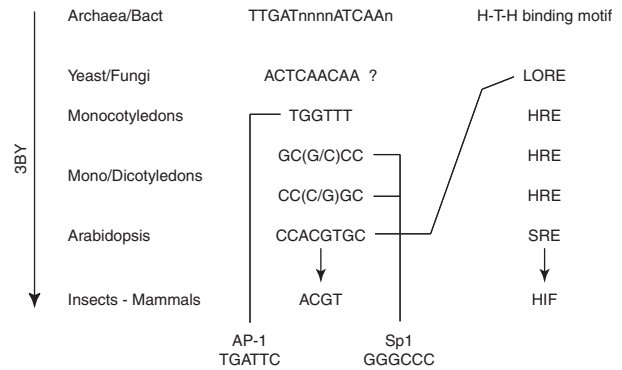 Archaea/Bact TTGATnnnnATCAAn H-T-H binding motif
Yeast/Fungi ACTCAACAA ? LORE
Monocotyledons TGGTTT HRE
GC(G/C)CC HRE
3BY
Mono/Dicotyledons
CC(C/G)GC HRE
Arabidopsis CCACGTGC SRE
Insects - Mammals ACGT HIF
AP-1 Sp1
TGATTC GGGCCC